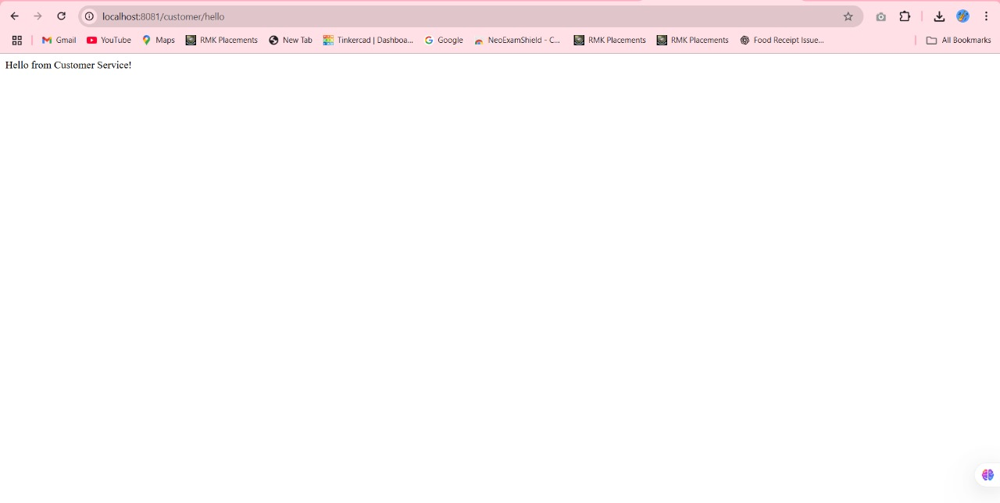 localhost:8081/customer/hello
Gmail YouTube Maps RMK Placements New Tab Tinkercad | Dashboa... Google NeoExamShield - C... RMK Placements RMK Placements Food Receipt Issue... All Bookmarks
Hello from Customer Service!